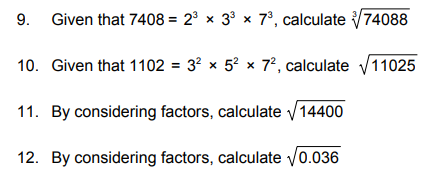 9. Given that 7408 = 2³ × 3³ × 7³, calculate ∛74088
10. Given that 1102 = 3² × 5² × 7², calculate √11025
11. By considering factors, calculate √14400
12. By considering factors, calculate √0.036